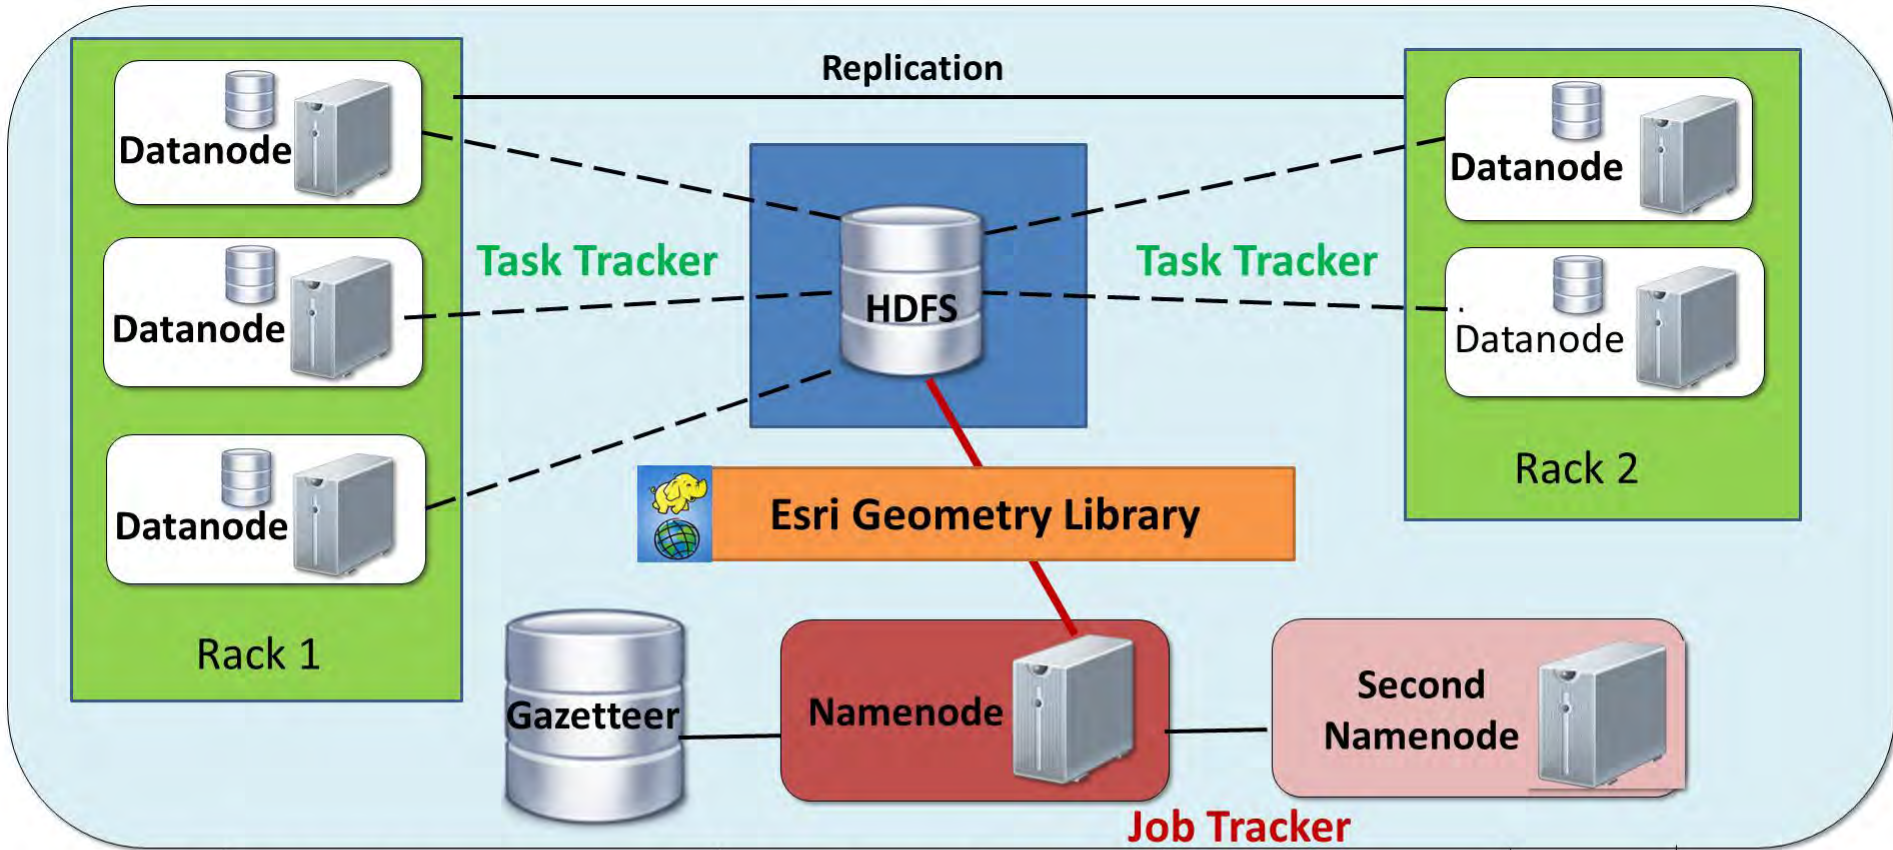 Replication
Datanode
Datanode
Task Tracker
Task Tracker
HDFS
Datanode
Datanode
Datanode
Esri Geometry Library
Rack 2
Rack 1
Gazetteer
Namenode
Second
Namenode
Job Tracker